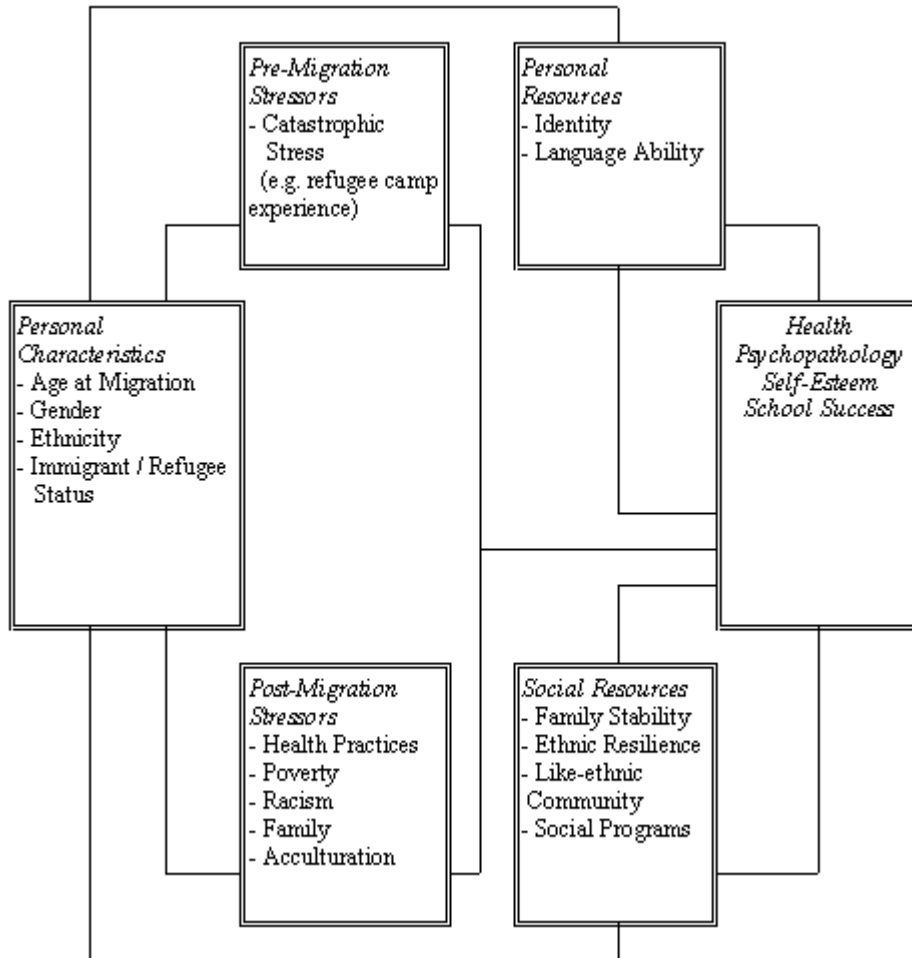 Pre-Migration
Stressors
- Catastrophic
Stress
(e.g. refugee camp
experience)
Personal
Resources
- Identity
- Language Ability
Personal
Characteristics
- Age at Migration
- Gender
- Ethnicity
- Immigrant / Refugee
Status
Health
Psychopathology
Self-Esteem
School Success
Post-Migration
Stressors
- Health Practices
- Poverty
- Racism
- Family
- Acculturation
Social Resources
- Family Stability
- Ethnic Resilience
- Like-ethnic
Community
- Social Programs